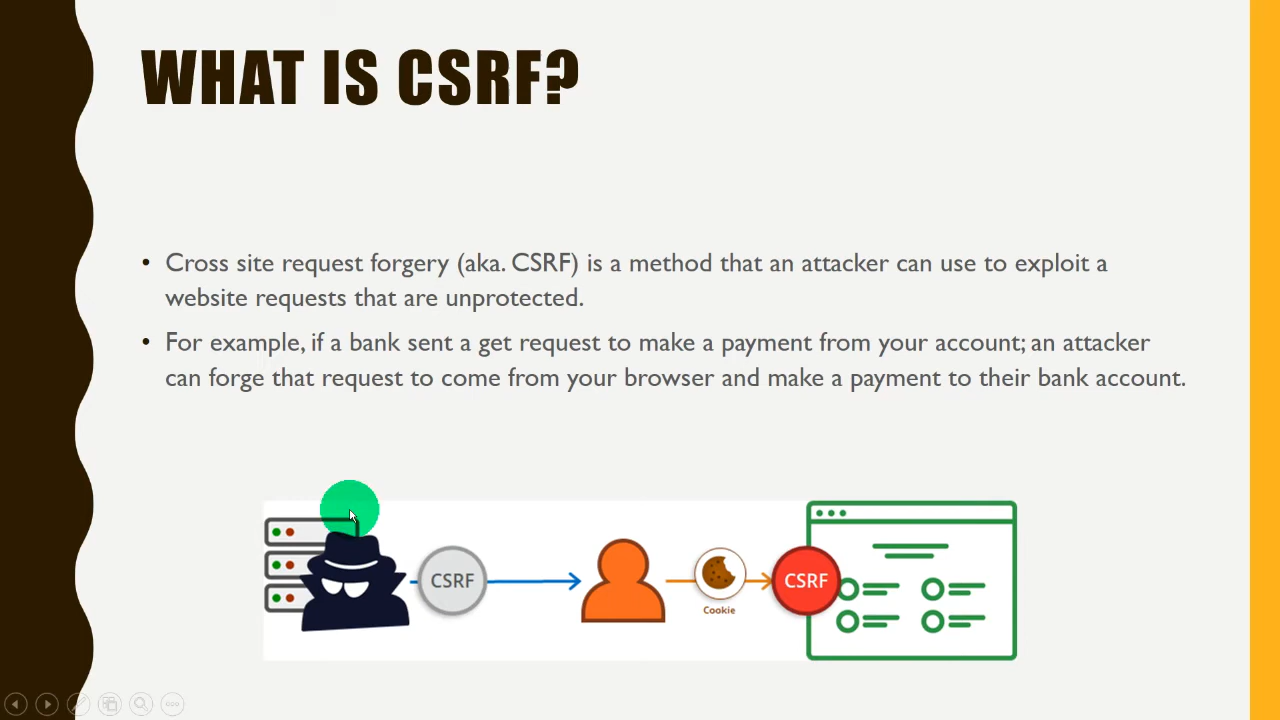 WHAT IS CSRF?
• Cross site request forgery (aka. CSRF) is a method that an attacker can use to exploit a
website requests that are unprotected.
• For example, if a bank sent a get request to make a payment from your account; an attacker
can forge that request to come from your browser and make a payment to their bank account.
CSRF
Cookie
CSRF